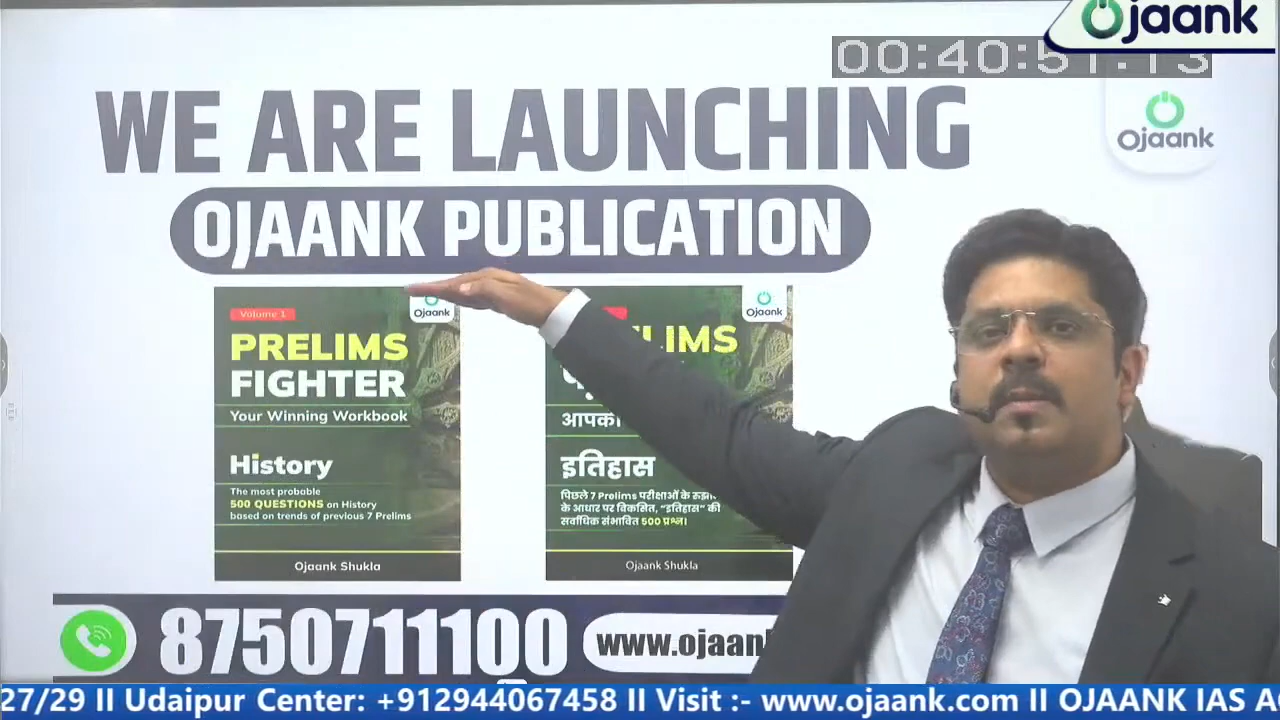 Ojaank
00:40:51:13
WE ARE LAUNCHING
Ojaank
OJAANK PUBLICATION
Volume 1
Ojaank
PRELIMS
FIGHTER
Your Winning Workbook
History
The most probable
500 QUESTIONS on History
based on trends of previous 7 Prelims
Ojaank Shukla
Ojaank
आपका
इतिहास
पिछले 7 Prelims परीक्षाओं के
के आधार पर विकसित, "इतिहास" की
सर्वाधिक संभावित 500 प्रश्न।
Ojaank Shukla
8750711100
27/29 II Udaipur Center: +912944067458 II Visit :- www.ojaank.com II OJAANK IAS